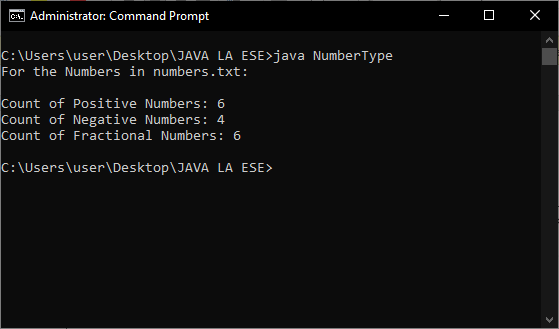 Administrator: Command Prompt
C:\Users\user\Desktop\JAVA LA ESE>java NumberType
For the Numbers in numbers.txt:
Count of Positive Numbers: 6
Count of Negative Numbers: 4
Count of Fractional Numbers: 6
C:\Users\user\Desktop\JAVA LA ESE>